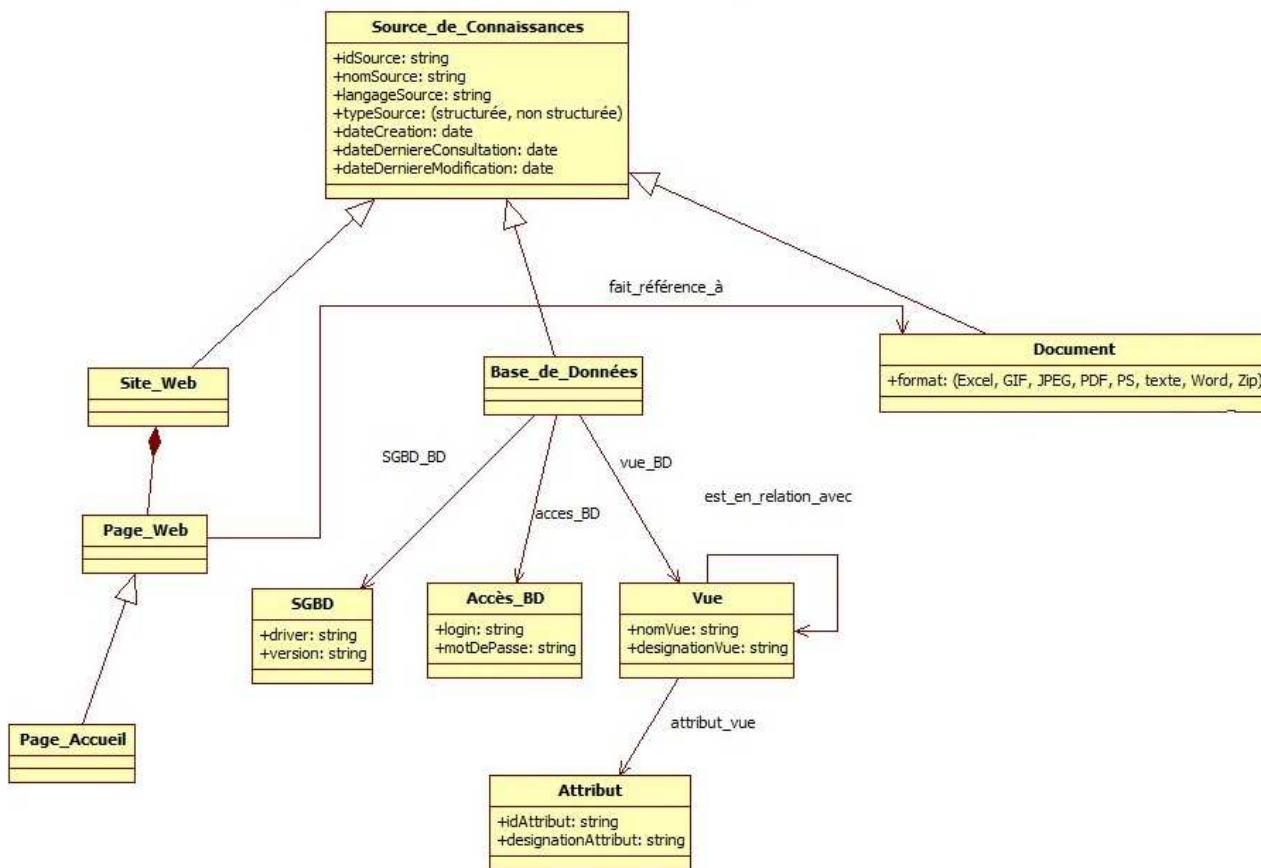 Source_de_Connaissances
+idSource: string
+nomSource: string
+langageSource: string
+typeSource: (structurée, non structurée)
+dateCreation: date
+dateDerniereConsultation: date
+dateDerniereModification: date
fait_référence_à
Document
+format: (Excel, GIF, JPEG, PDF, PS, texte, Word, Zip)
Site_Web
Base_de_Données
SGBD_BD
vue_BD
acces_BD
est_en_relation_avec
Page_Web
SGBD
+driver: string
+version: string
Accès_BD
+login: string
+motDePasse: string
Vue
+nomVue: string
+designationVue: string
attribut_vue
Page_Accueil
Attribut
+idAttribut: string
+designationAttribut: string